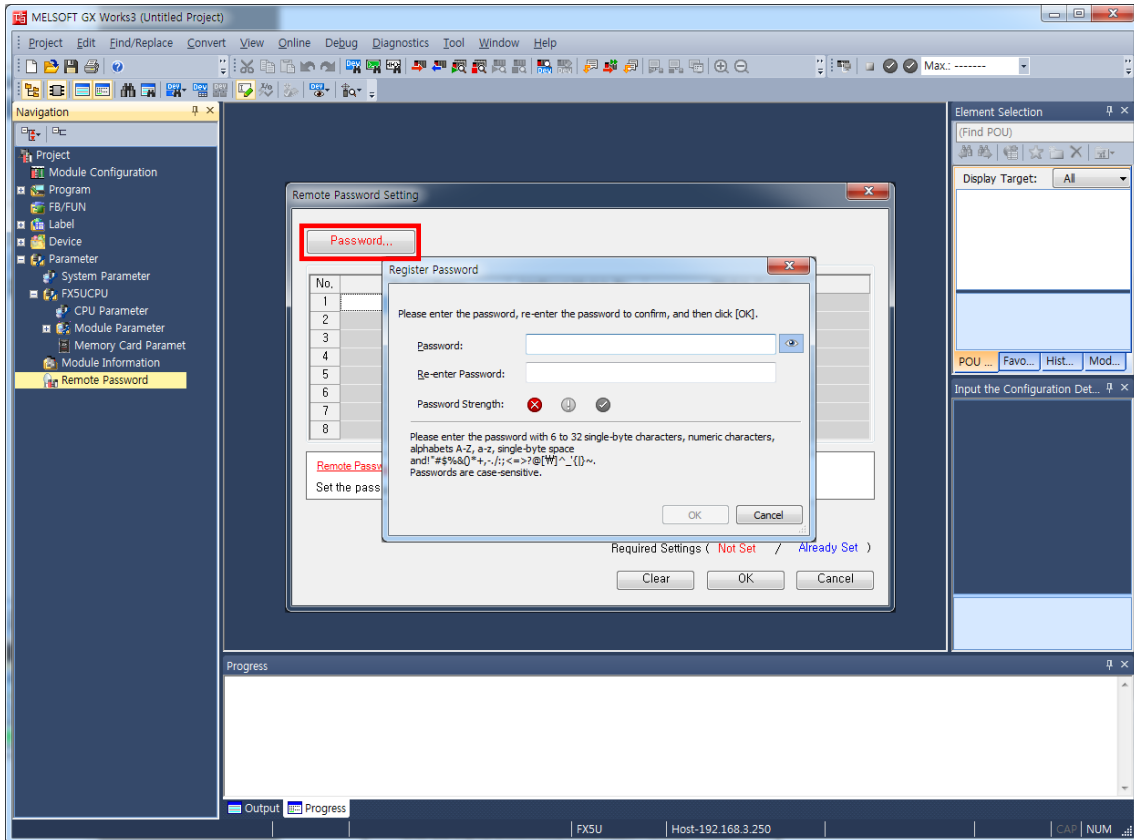 MELSOFT GX Works3 (Untitled Project)
Project Edit Find/Replace Convert View Online Debug Diagnostics Tool Window Help
Max.: -------
Navigation
Project
Module Configuration
Program
FB/FUN
Label
Device
Parameter
System Parameter
FX5UCPU
CPU Parameter
Module Parameter
Memory Card Paramet
Module Information
Remote Password
Remote Password Setting
Password...
No.
1
2
3
4
5
6
7
8
Remote Passw
Set the pass
Register Password
Please enter the password, re-enter the password to confirm, and then click [OK].
Password:
Re-enter Password:
Password Strength:
Please enter the password with 6 to 32 single-byte characters, numeric characters,
alphabets A-Z, a-z, single-byte space
and!"#$%&()*+,-./:;<=>?@[₩]^_'{|}~.
Passwords are case-sensitive.
OK Cancel
Required Settings ( Not Set / Already Set )
Clear OK Cancel
Element Selection
(Find POU)
Display Target: All
POU ... Favo... Hist... Mod...
Input the Configuration Det...
Progress
Output Progress
FX5U Host-192.168.3.250 CAP NUM